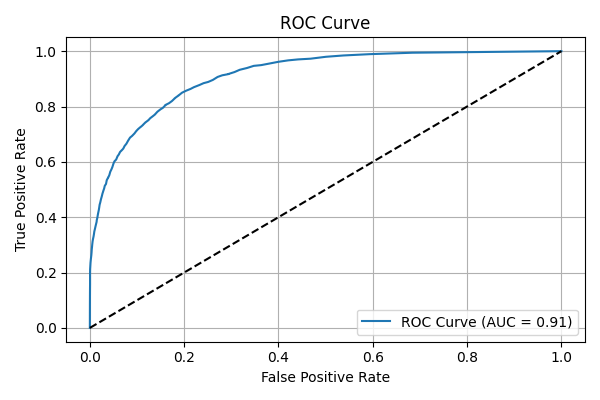 ROC Curve
1.0
0.8
0.6
0.4
0.2
0.0
True Positive Rate
ROC Curve (AUC = 0.91)
0.0 0.2 0.4 0.6 0.8 1.0
False Positive Rate